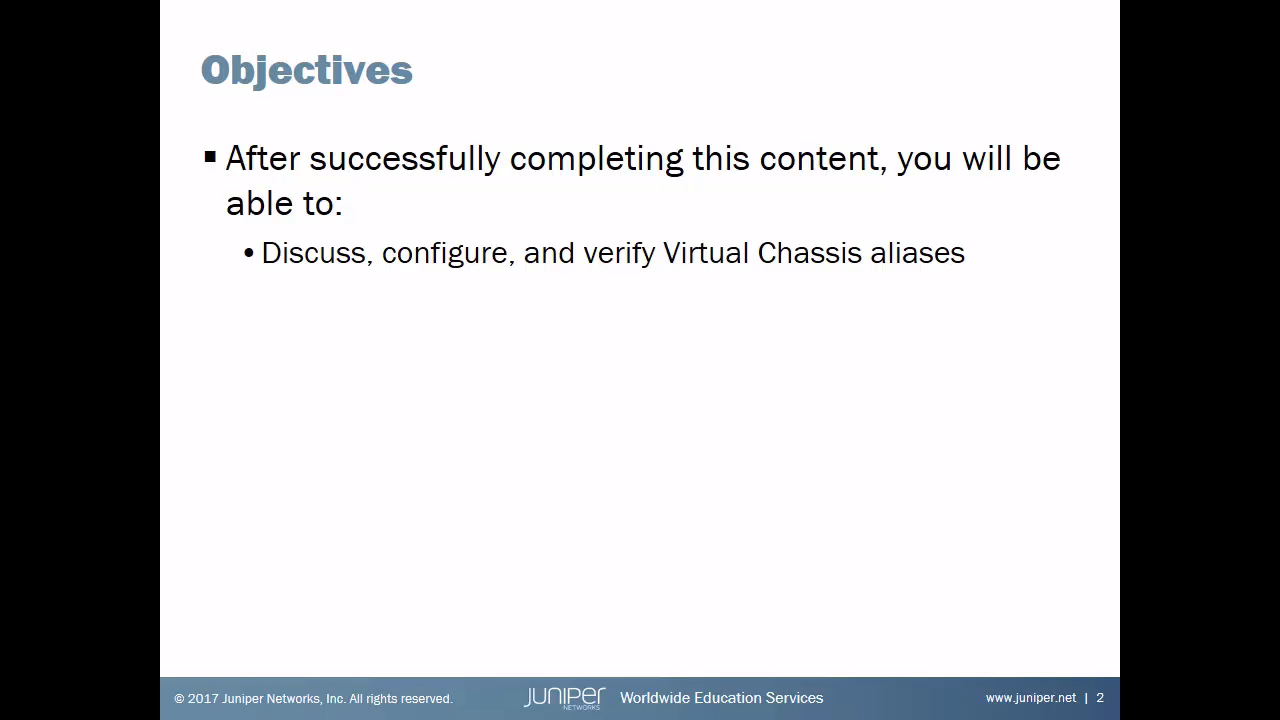 Objectives
▪ After successfully completing this content, you will be
able to:
• Discuss, configure, and verify Virtual Chassis aliases
© 2017 Juniper Networks, Inc. All rights reserved.
JUNIPER
NETWORKS
Worldwide Education Services
www.juniper.net | 2